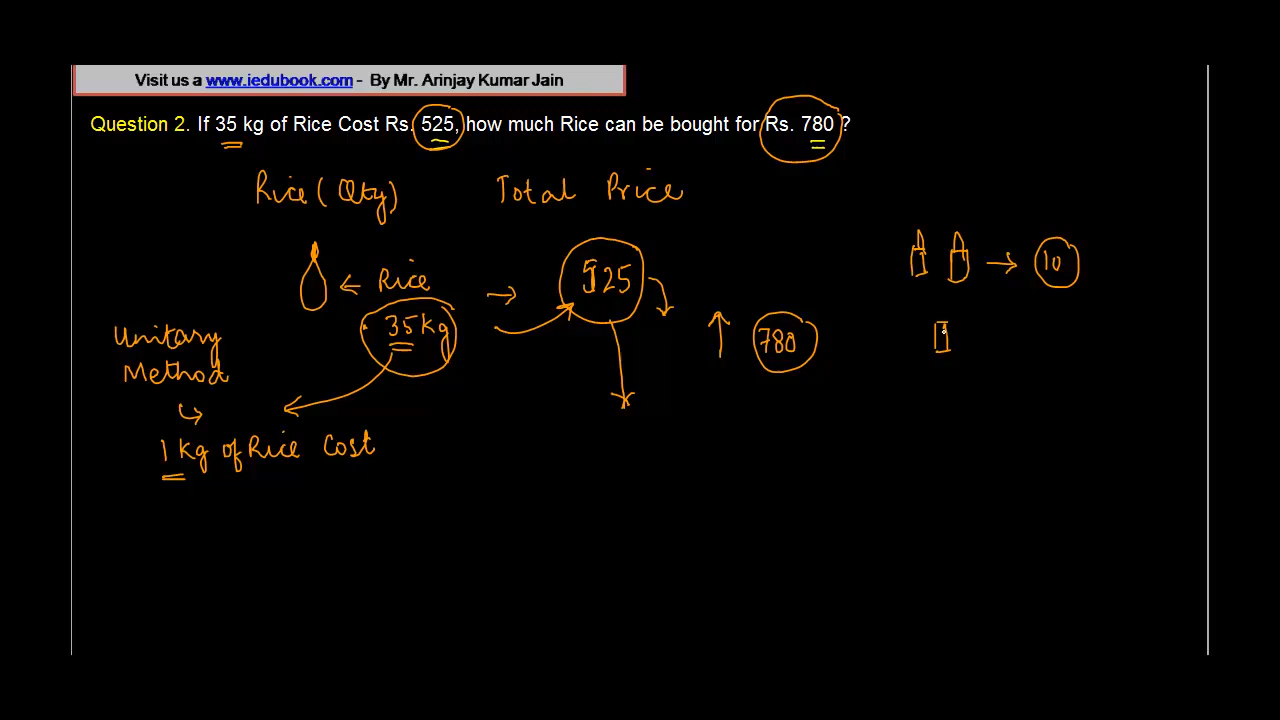 Visit us a www.iedubook.com - By Mr. Arinjay Kumar Jain
Question 2. If 35 kg of Rice Cost Rs. 525, how much Rice can be bought for Rs. 780 ?
Rice (Qty) Total Price
← Rice → 525
35 kg
→ 10
↑ 780
Unitary
Method
1 kg of Rice Cost